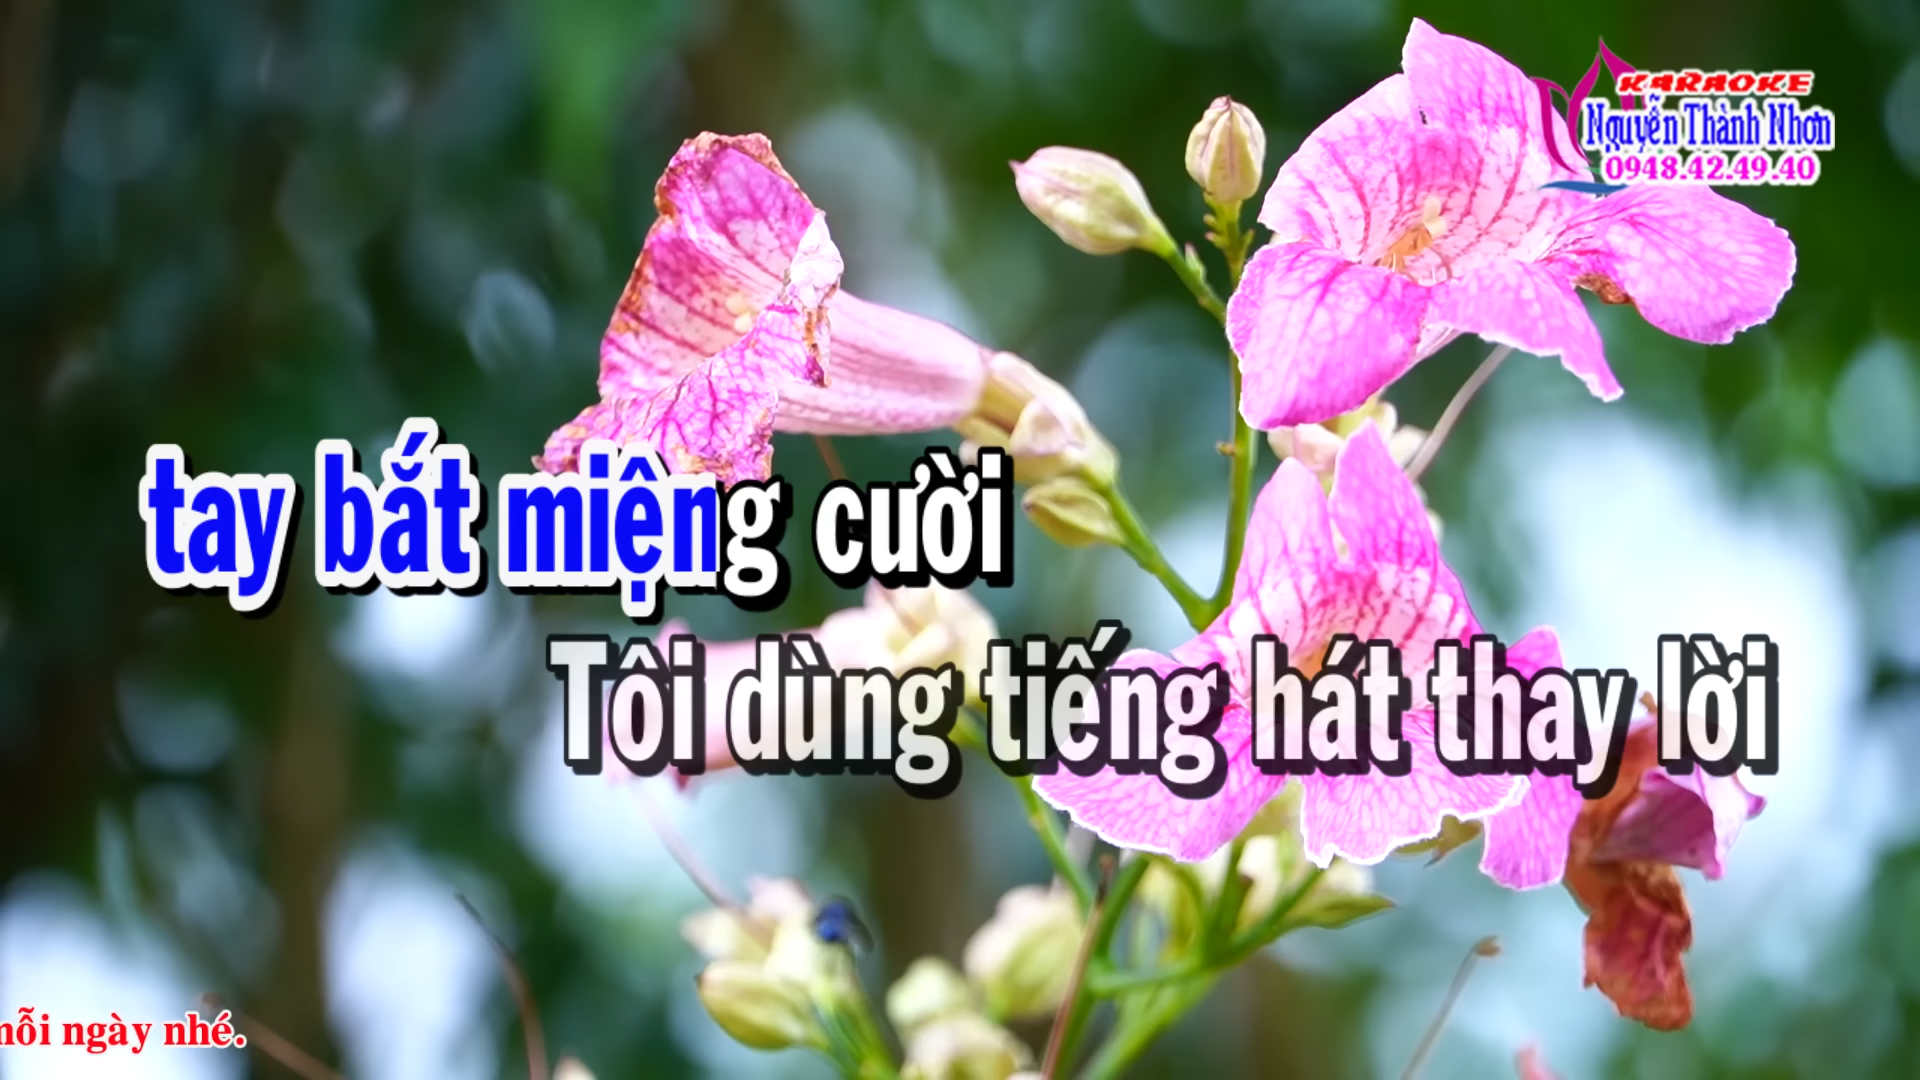 KARAOKE
Nguyễn Thành Nhơn
0948.42.49.40
tay bắt miệng cười
Tôi dùng tiếng hát thay lời
ngày nhé.